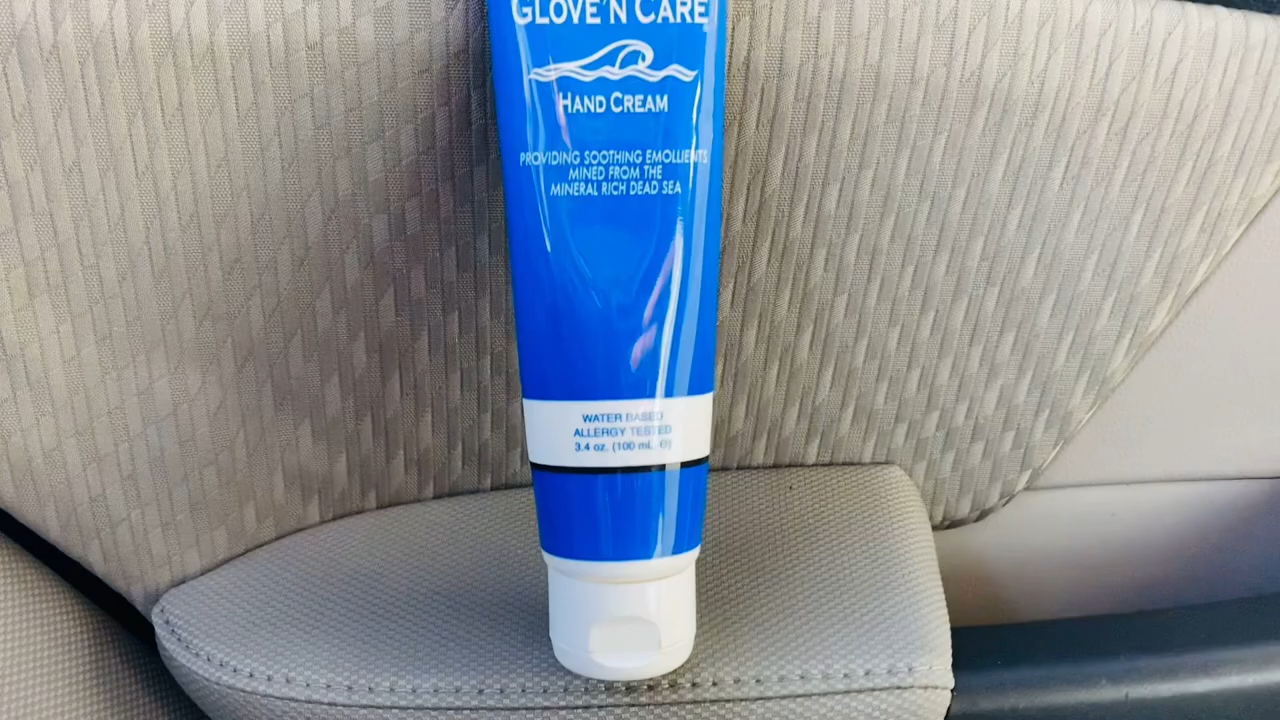 GLOVE'N CARE
HAND CREAM
PROVIDING SOOTHING EMOLLIENTS
MINED FROM THE
MINERAL RICH DEAD SEA
WATER BASED
ALLERGY TESTED
3.4 oz. (100 mL